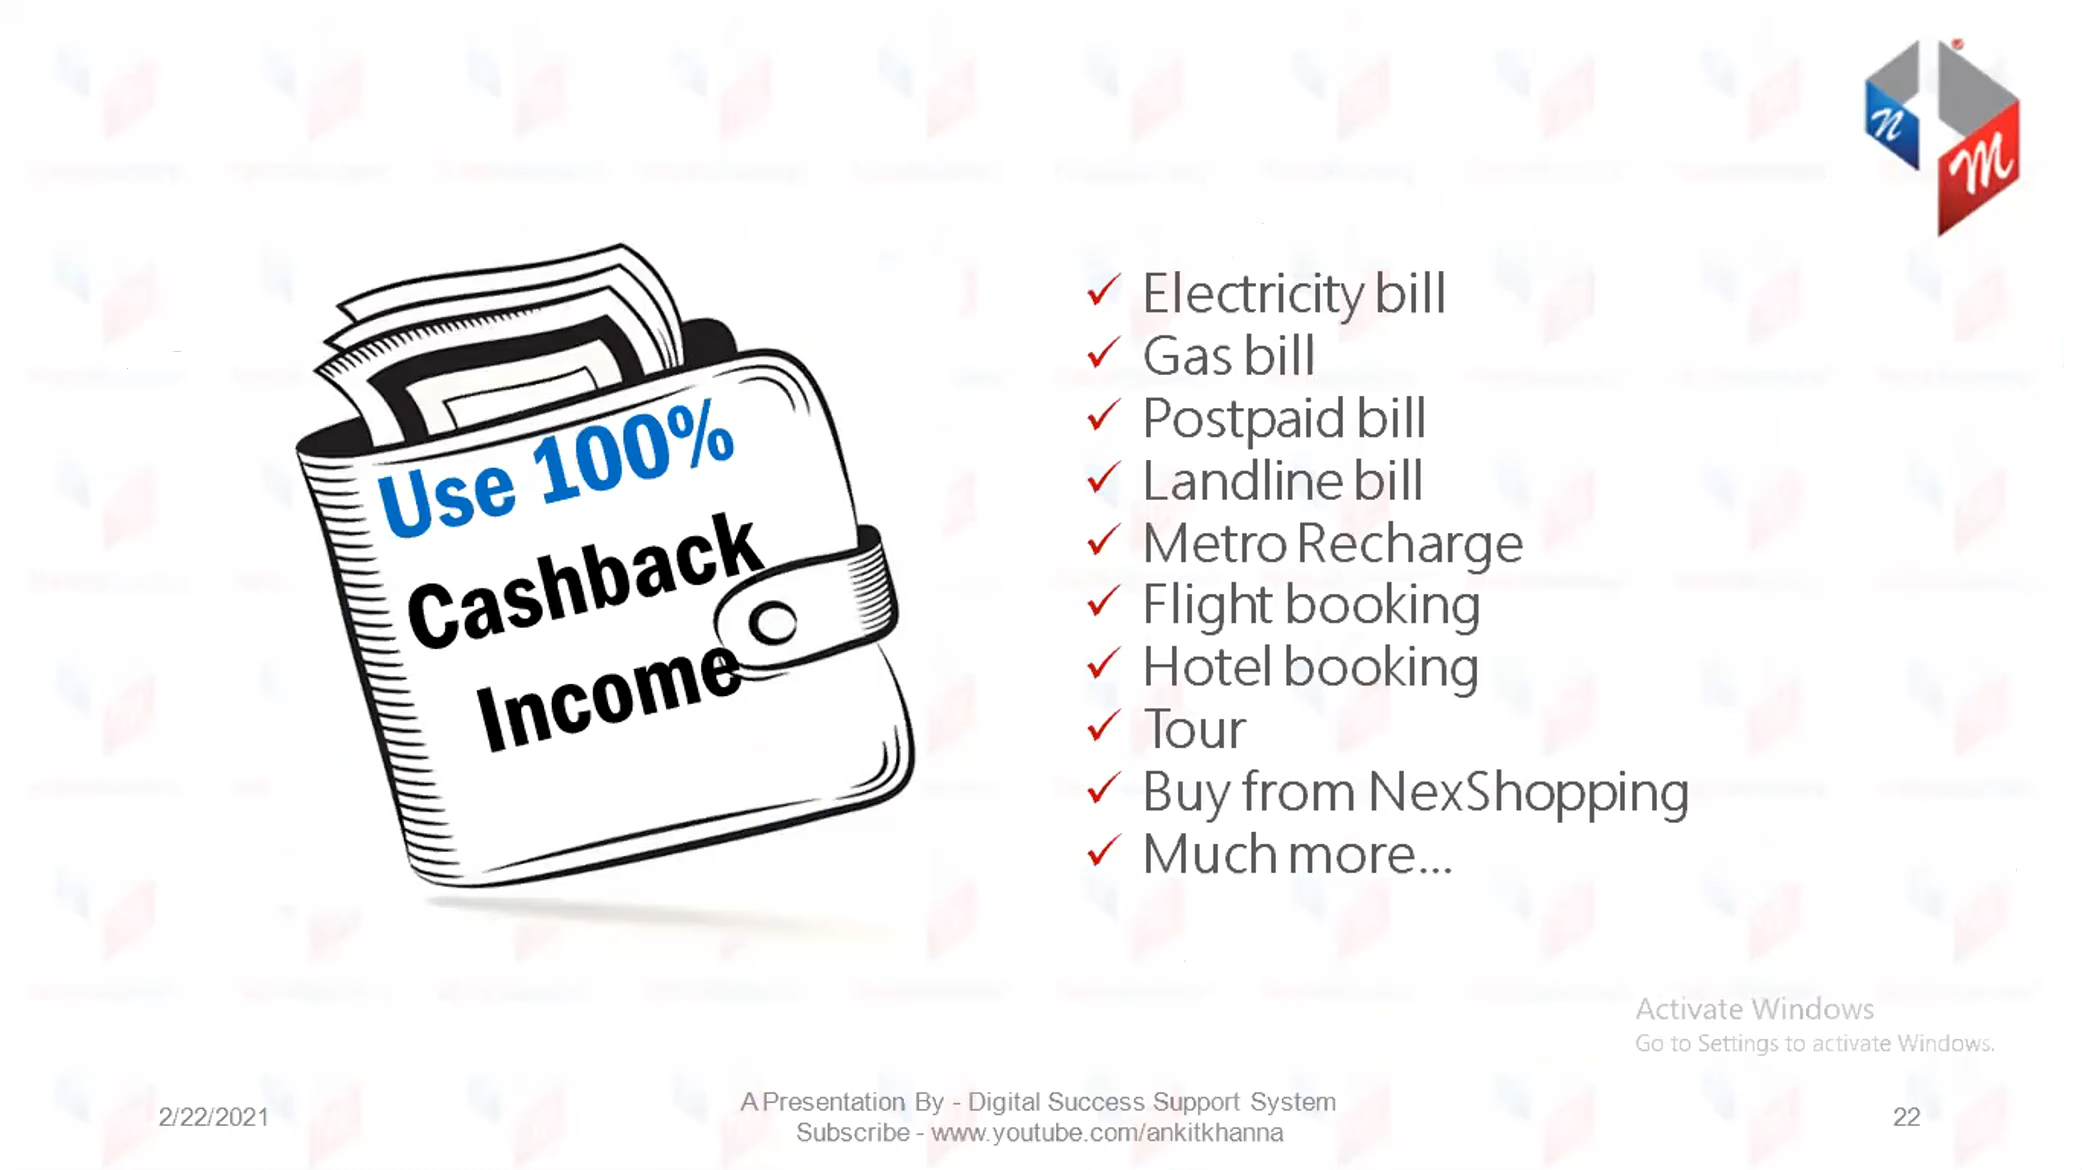 n
m
Use 100%
Cashback
Income
Electricity bill
Gas bill
Postpaid bill
Landline bill
Metro Recharge
Flight booking
Hotel booking
Tour
Buy from NexShopping
Much more...
Activate Windows
Go to Settings to activate Windows.
2/22/2021
A Presentation By - Digital Success Support System
Subscribe - www.youtube.com/ankitkhanna
22